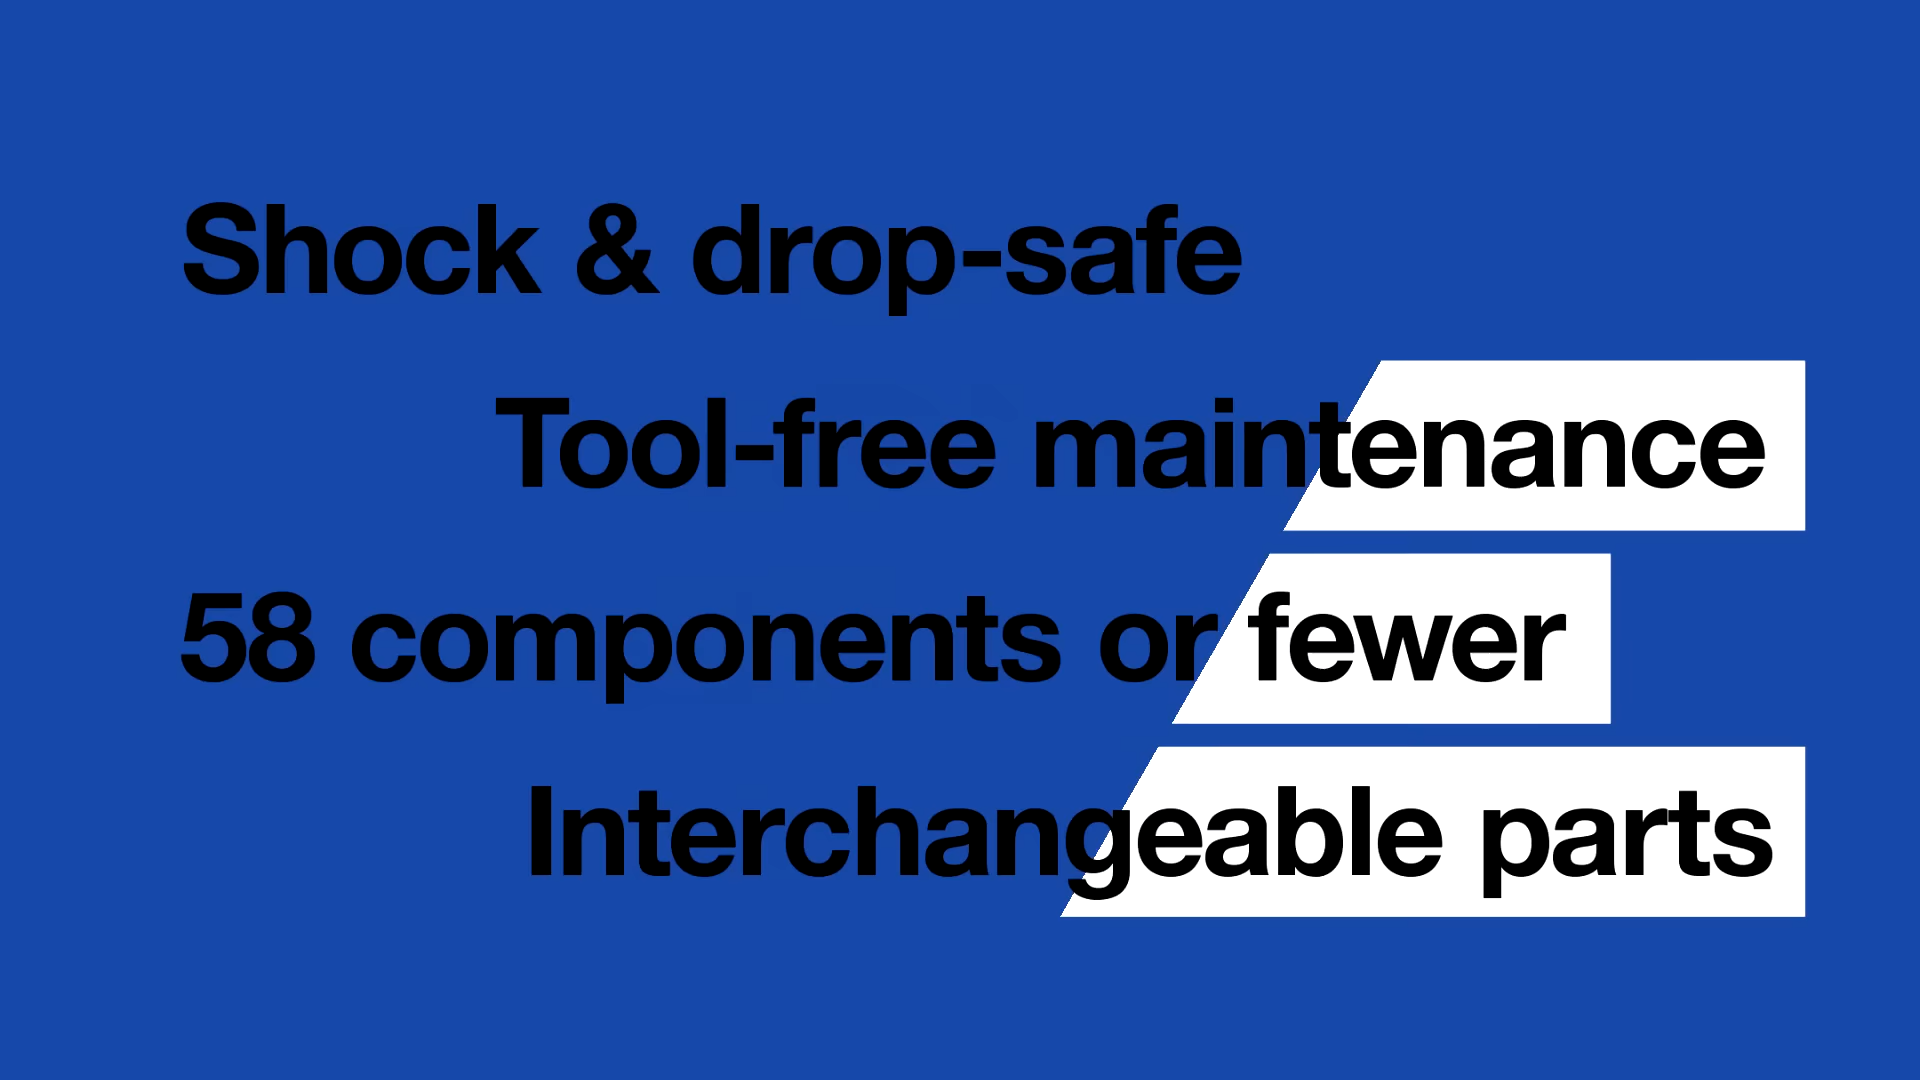 Shock & drop-safe
Tool-free maintenance
58 components or fewer
Interchangeable parts